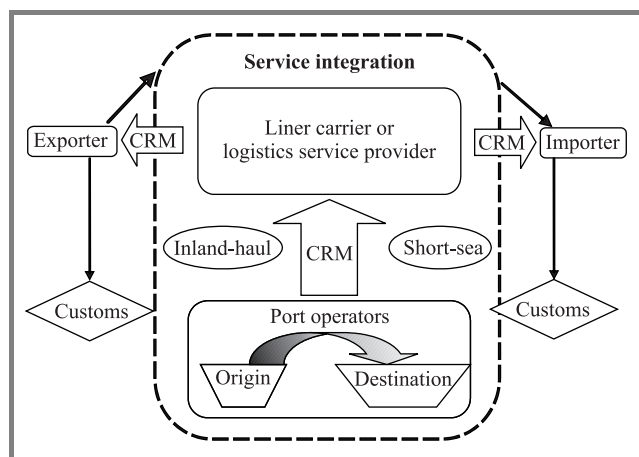 Service integration
Exporter
CRM
Liner carrier or
logistics service provider
CRM
Importer
Inland-haul
CRM
Short-sea
Customs
Customs
Port operators
Origin
Destination